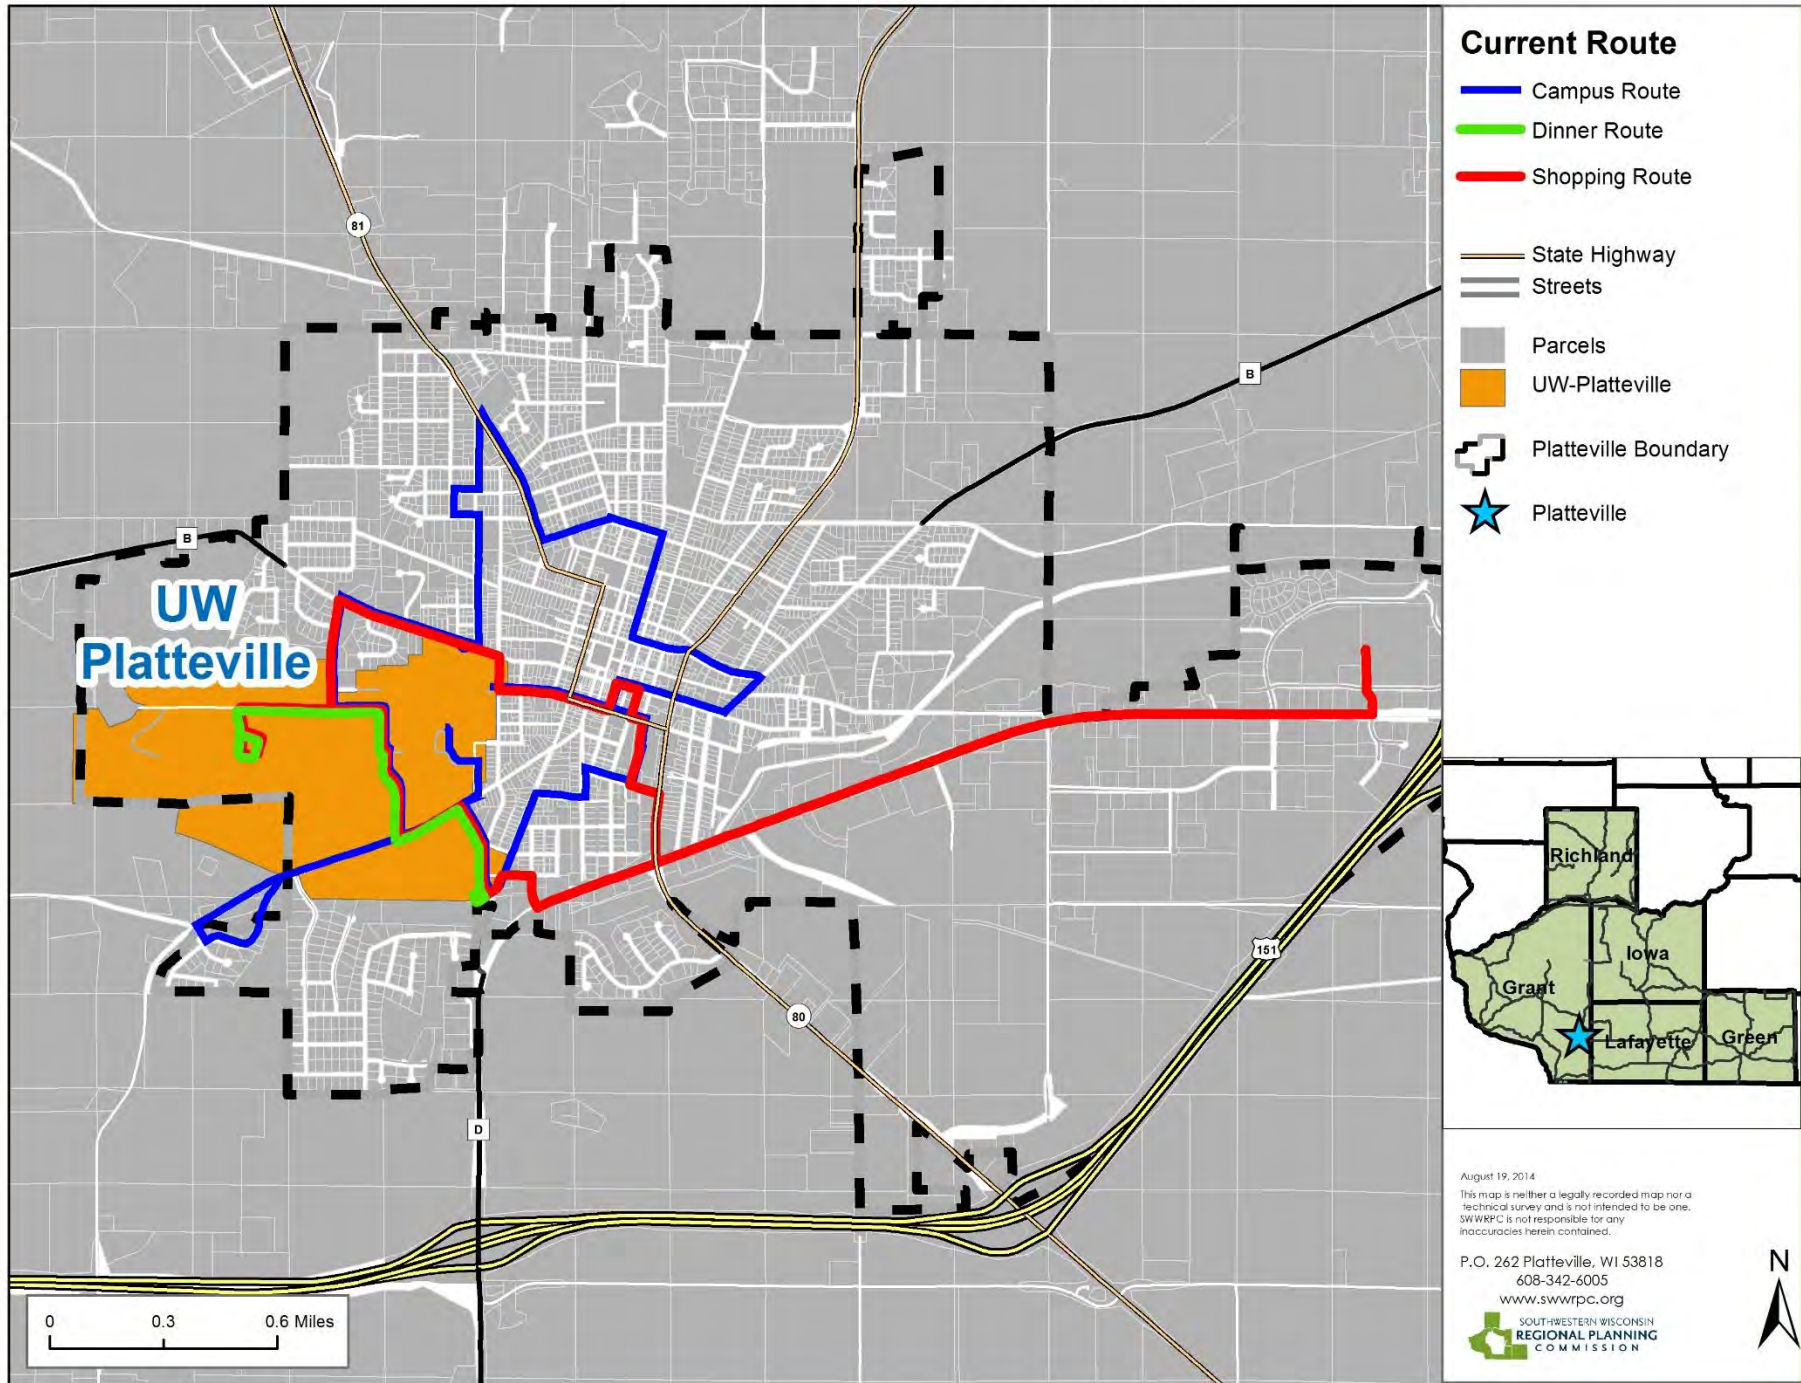 Current Route
Campus Route
Dinner Route
Shopping Route
State Highway
Streets
Parcels
UW-Platteville
Platteville Boundary
Platteville
81
B
B
UW
Platteville
151
80
D
0 0.3 0.6 Miles
Richland
Iowa
Grant
Lafayette
Green
August 19, 2014
This map is neither a legally recorded map nor a
technical survey and is not intended to be one.
SWWRPC is not responsible for any
inaccuracies herein contained.
P.O. 262 Platteville, WI 53818
608-342-6005
www.swwrpc.org
N
SOUTHWESTERN WISCONSIN
REGIONAL PLANNING
COMMISSION